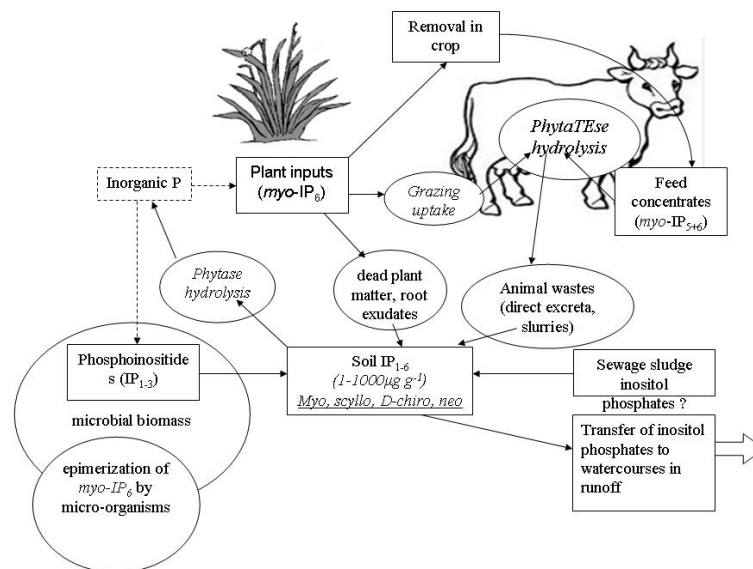 Removal in
crop
PhytaTEse
hydrolysis
Inorganic P
Plant inputs
(myo-IP₆)
Grazing
uptake
Feed
concentrates
(myo-IP₅₊₆)
Phytase
hydrolysis
dead plant
matter, root
exudates
Animal wastes
(direct excreta,
slurries)
Phosphoinositide
s (IP₁₋₃)
Soil IP₁₋₆
(1-1000µg g⁻¹)
Myo, scyllo, D-chiro, neo
Sewage sludge
inositol
phosphates ?
microbial biomass
Transfer of inositol
phosphates to
watercourses in
runoff
epimerization of
myo-IP₆ by
micro-organisms